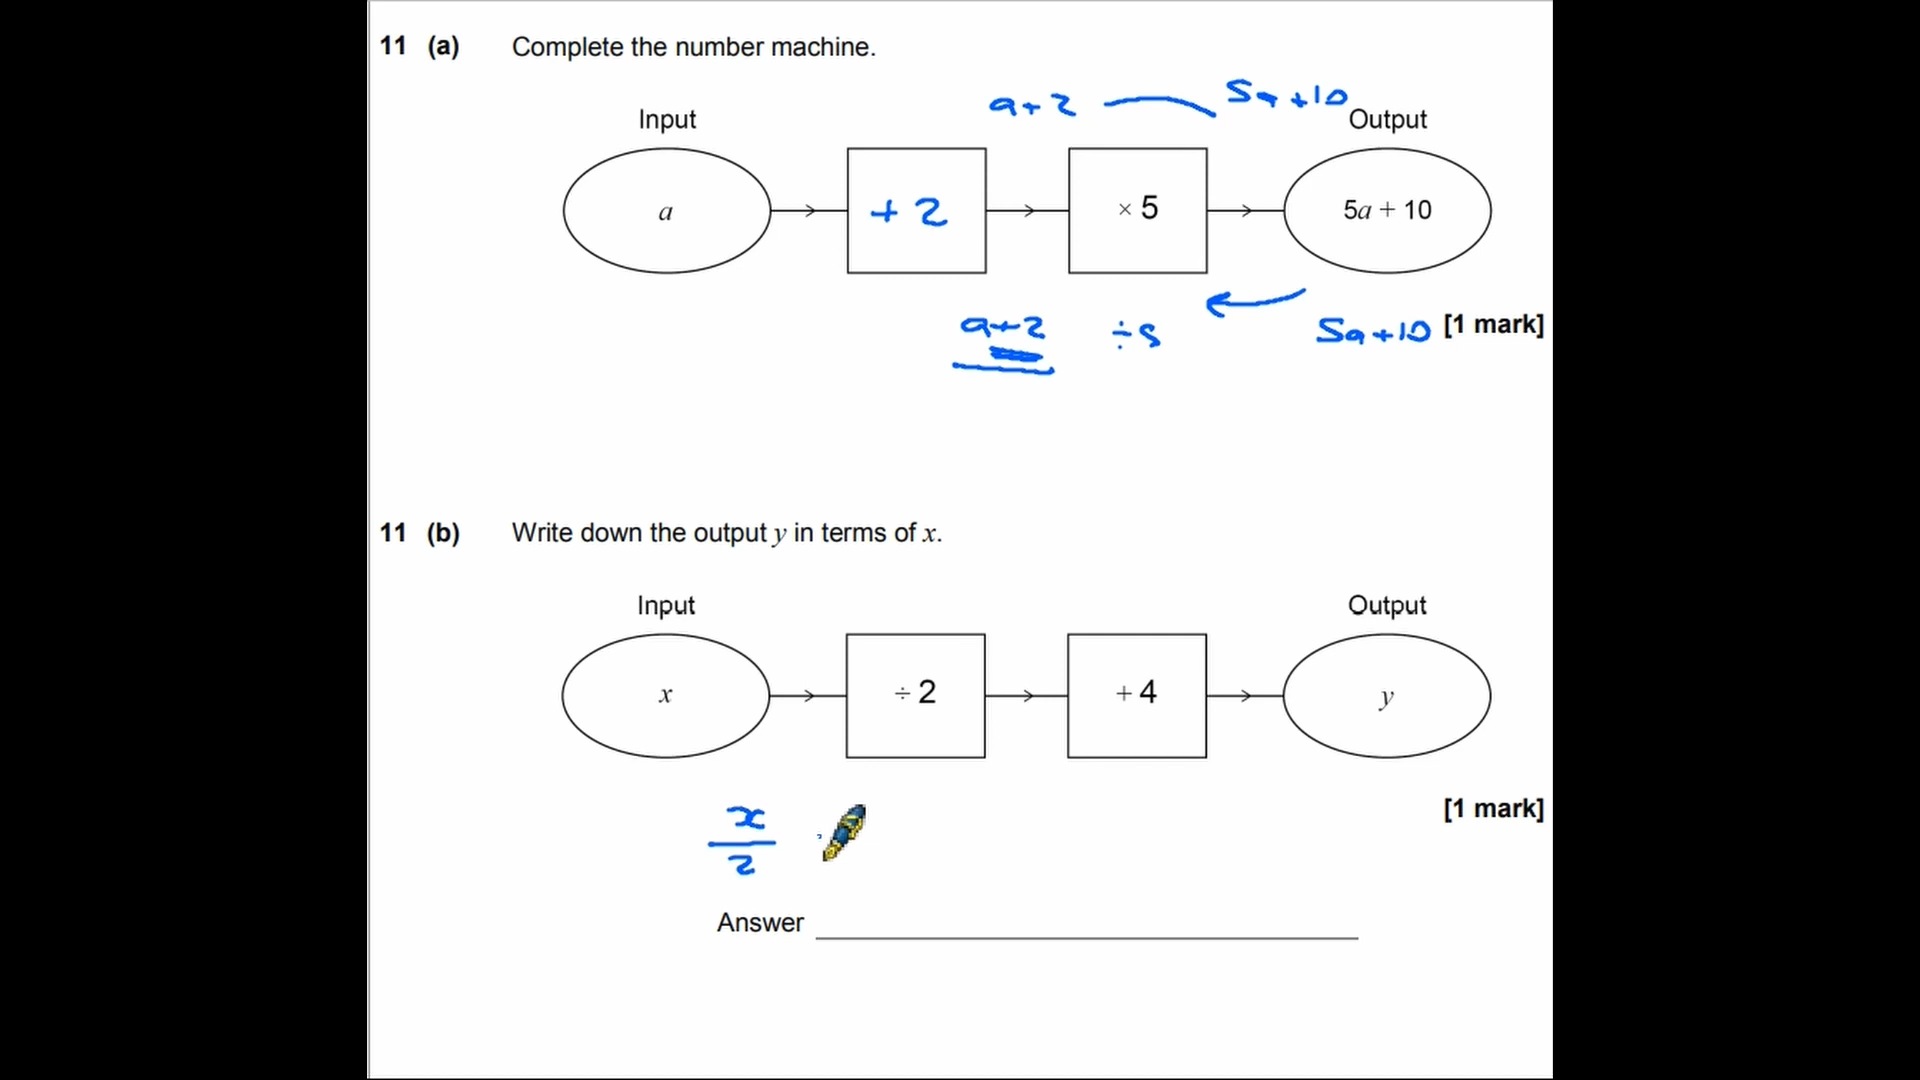 11 (a) Complete the number machine.
a+2 5a+10
Input Output
a +2 × 5 5a + 10
a+2 ÷5 5a+10 [1 mark]
11 (b) Write down the output y in terms of x.
Input Output
x ÷ 2 + 4 y
[1 mark]
x
2
Answer